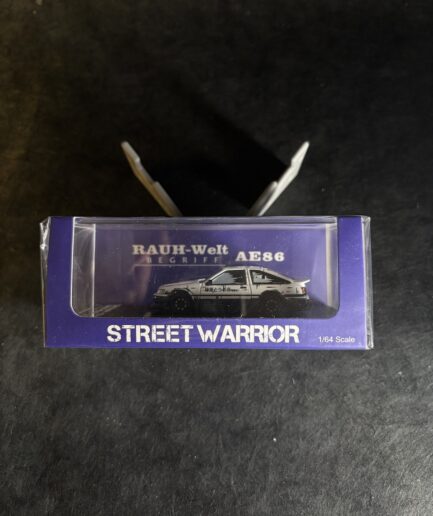 RAUH-Welt
BEGRIFF
AE86
STREET WARRIOR
1/64 Scale